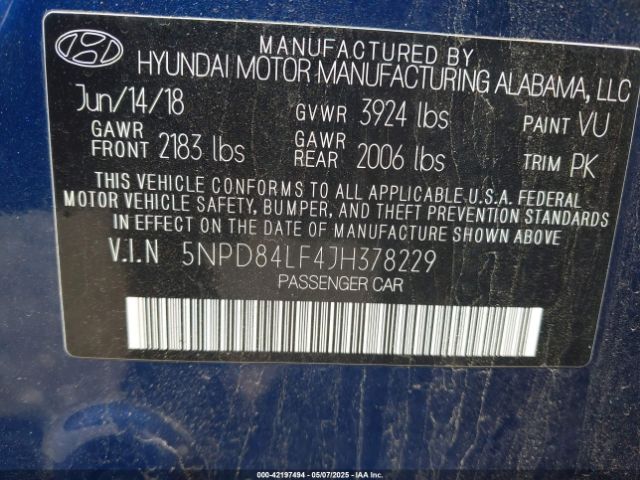 MANUFACTURED BY
HYUNDAI MOTOR MANUFACTURING ALABAMA, LLC
Jun/14/18 GVWR 3924 lbs PAINT VU
GAWR FRONT 2183 lbs GAWR REAR 2006 lbs TRIM PK
THIS VEHICLE CONFORMS TO ALL APPLICABLE U.S.A. FEDERAL
MOTOR VEHICLE SAFETY, BUMPER, AND THEFT PREVENTION STANDARDS
IN EFFECT ON THE DATE OF MANUFACTURE SHOWN ABOVE
V.I.N 5NPD84LF4JH378229
PASSENGER CAR
000-42197494 - 05/07/2025 - IAA Inc.